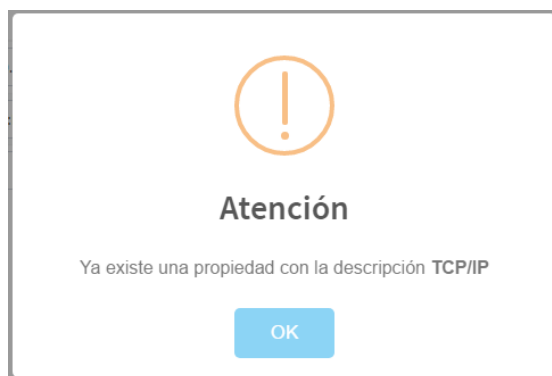 Atención
Ya existe una propiedad con la descripción TCP/IP
OK